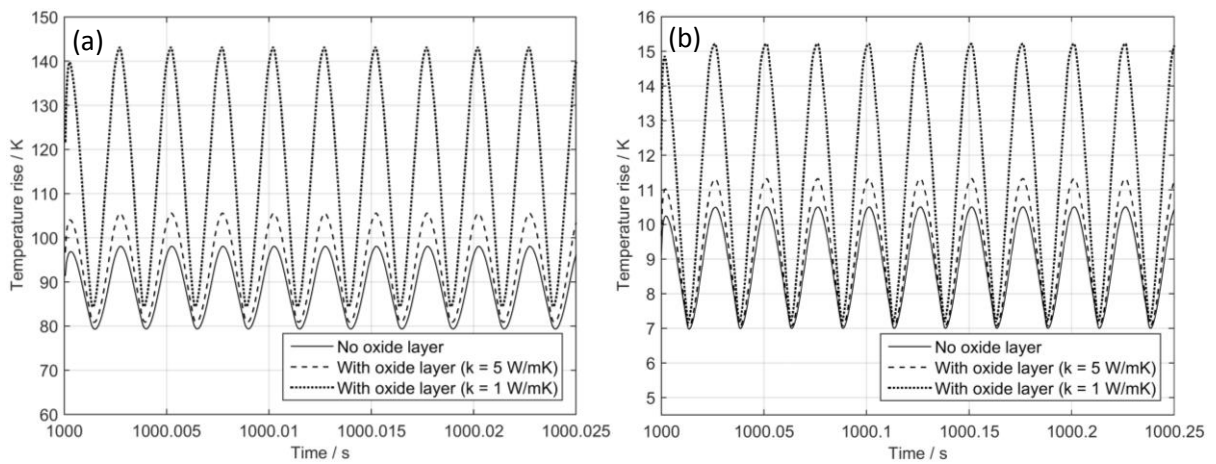 (a)
Temperature rise / K
150
140
130
120
110
100
90
80
70
60
No oxide layer
With oxide layer (k = 5 W/mK)
With oxide layer (k = 1 W/mK)
1000 1000.005 1000.01 1000.015 1000.02 1000.025
Time / s
(b)
Temperature rise / K
16
15
14
13
12
11
10
9
8
7
6
5
No oxide layer
With oxide layer (k = 5 W/mK)
With oxide layer (k = 1 W/mK)
1000 1000.05 1000.1 1000.15 1000.2 1000.25
Time / s